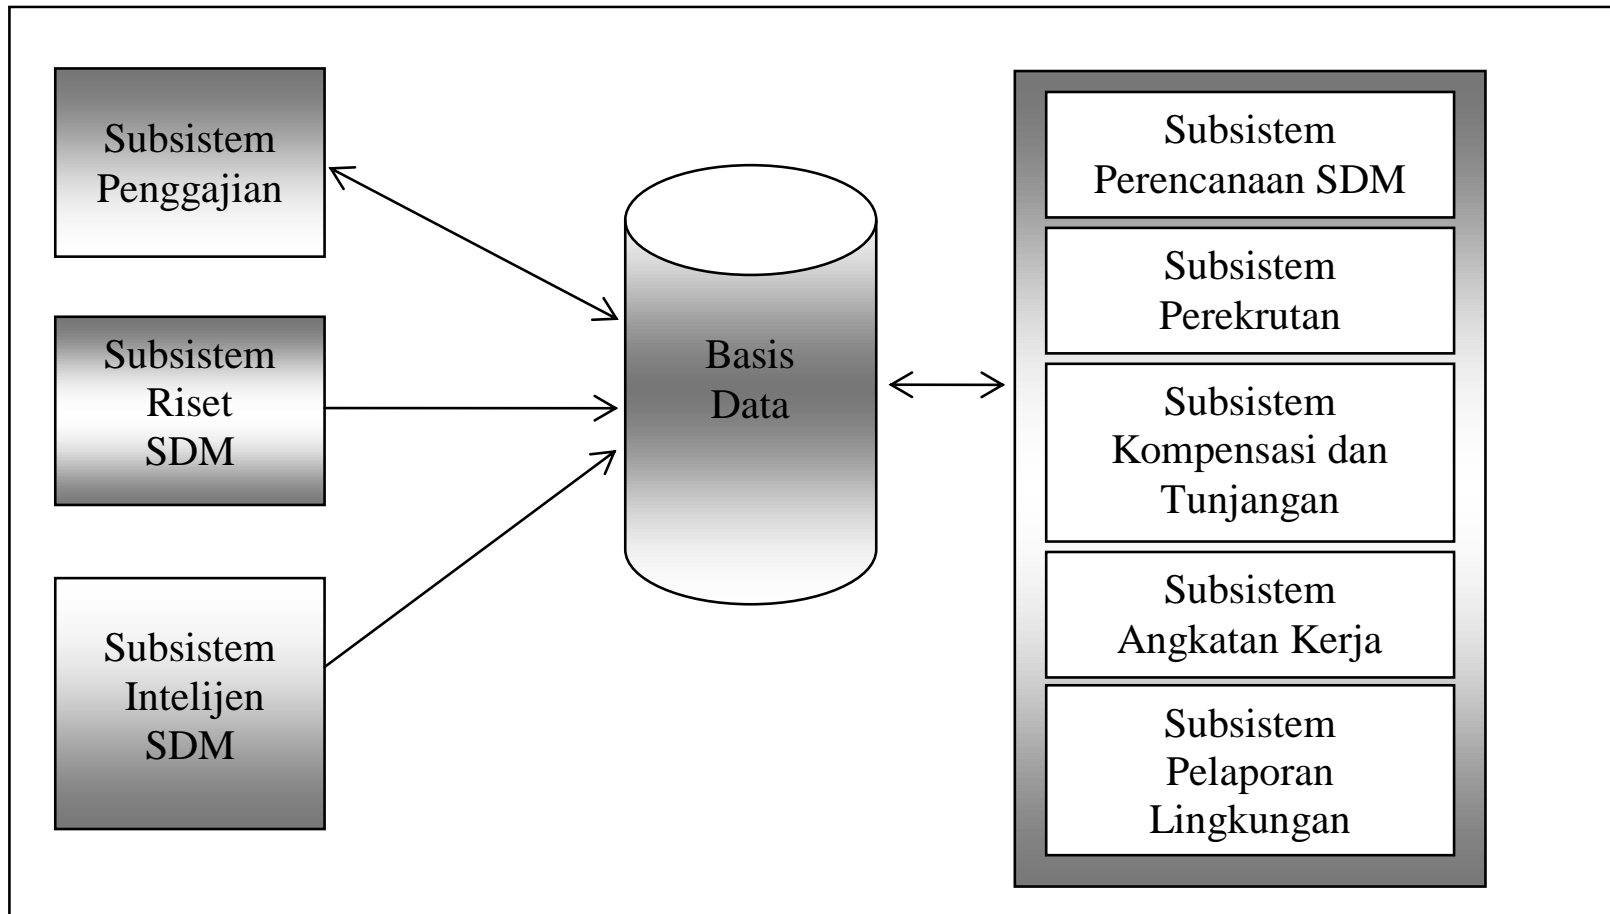 Subsistem
Penggajian
Subsistem
Riset
SDM
Subsistem
Intelijen
SDM
Basis
Data
Subsistem
Perencanaan SDM
Subsistem
Perekrutan
Subsistem
Kompensasi dan
Tunjangan
Subsistem
Angkatan Kerja
Subsistem
Pelaporan
Lingkungan